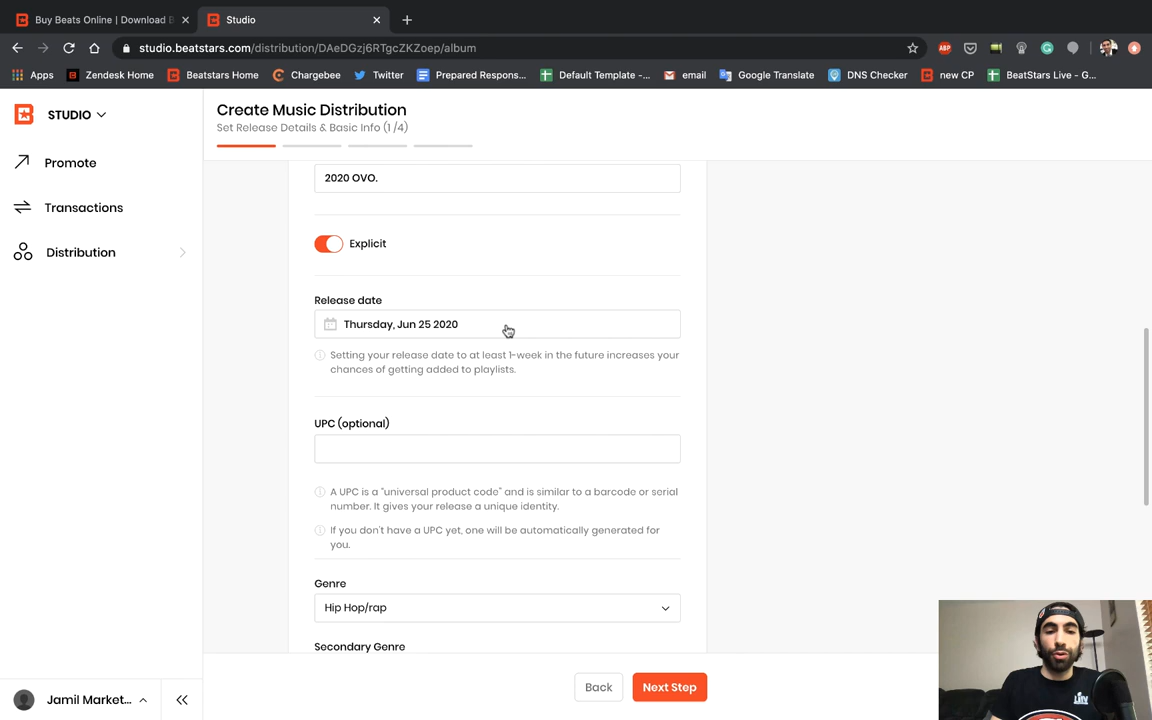 Buy Beats Online | Download B
Studio
studio.beatstars.com/distribution/DAeDGzj6RTgcZKZoep/album
ABP
Apps
Zendesk Home
Beatstars Home
Chargebee
Twitter
Prepared Respons...
Default Template -...
email
Google Translate
DNS Checker
new CP
BeatStars Live - G...
STUDIO
Promote
Transactions
Distribution
Create Music Distribution
Set Release Details & Basic Info (1 /4)
2020 OVO.
Explicit
Release date
Thursday, Jun 25 2020
Setting your release date to at least 1-week in the future increases your
chances of getting added to playlists.
UPC (optional)
A UPC is a "universal product code" and is similar to a barcode or serial
number. It gives your release a unique identity.
If you don't have a UPC yet, one will be automatically generated for
you.
Genre
Hip Hop/rap
Secondary Genre
Back
Next Step
Jamil Market...
LIV